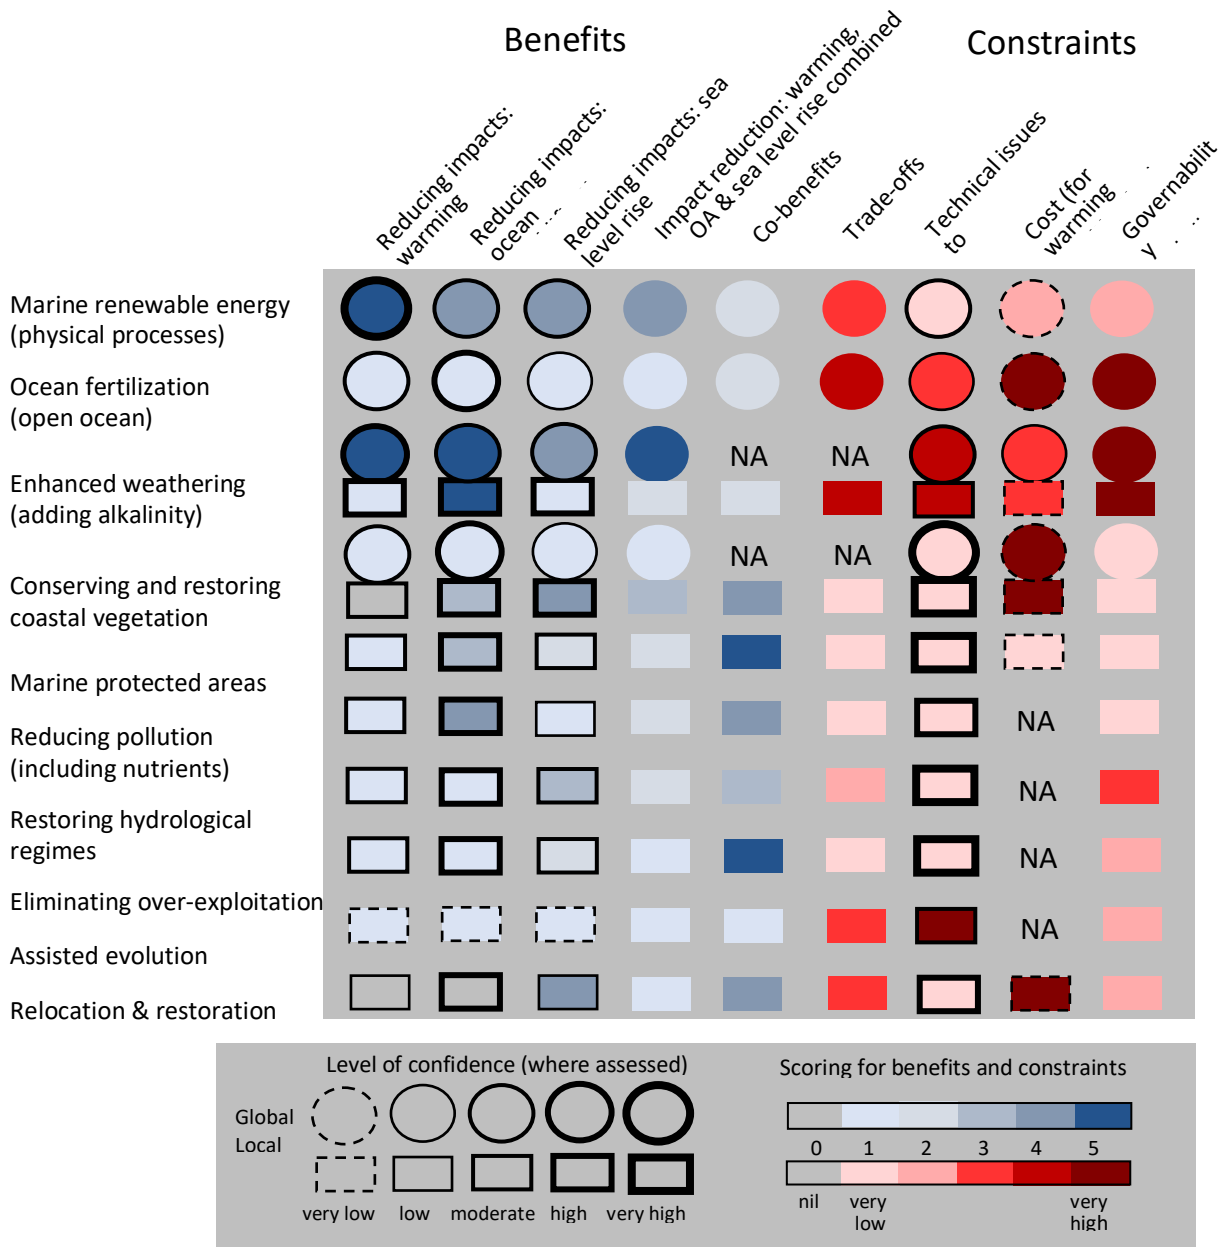 Benefits
Constraints
Reducing impacts:
warming
Reducing impacts:
ocean
Reducing impacts: sea
level rise
Impact reduction: warming,
OA & sea level rise combined
Co-benefits
Trade-offs
Technical issues
to
Cost (for
warming
Governabilit
y
Marine renewable energy
(physical processes)
Ocean fertilization
(open ocean)
NA NA
Enhanced weathering
(adding alkalinity)
NA NA
Conserving and restoring
coastal vegetation
Marine protected areas
NA
Reducing pollution
(including nutrients)
NA
Restoring hydrological
regimes
NA
Eliminating over-exploitation
NA
Assisted evolution
Relocation & restoration
Level of confidence (where assessed)
Global
Local
very low low moderate high very high
Scoring for benefits and constraints
0 1 2 3 4 5
nil very low very high